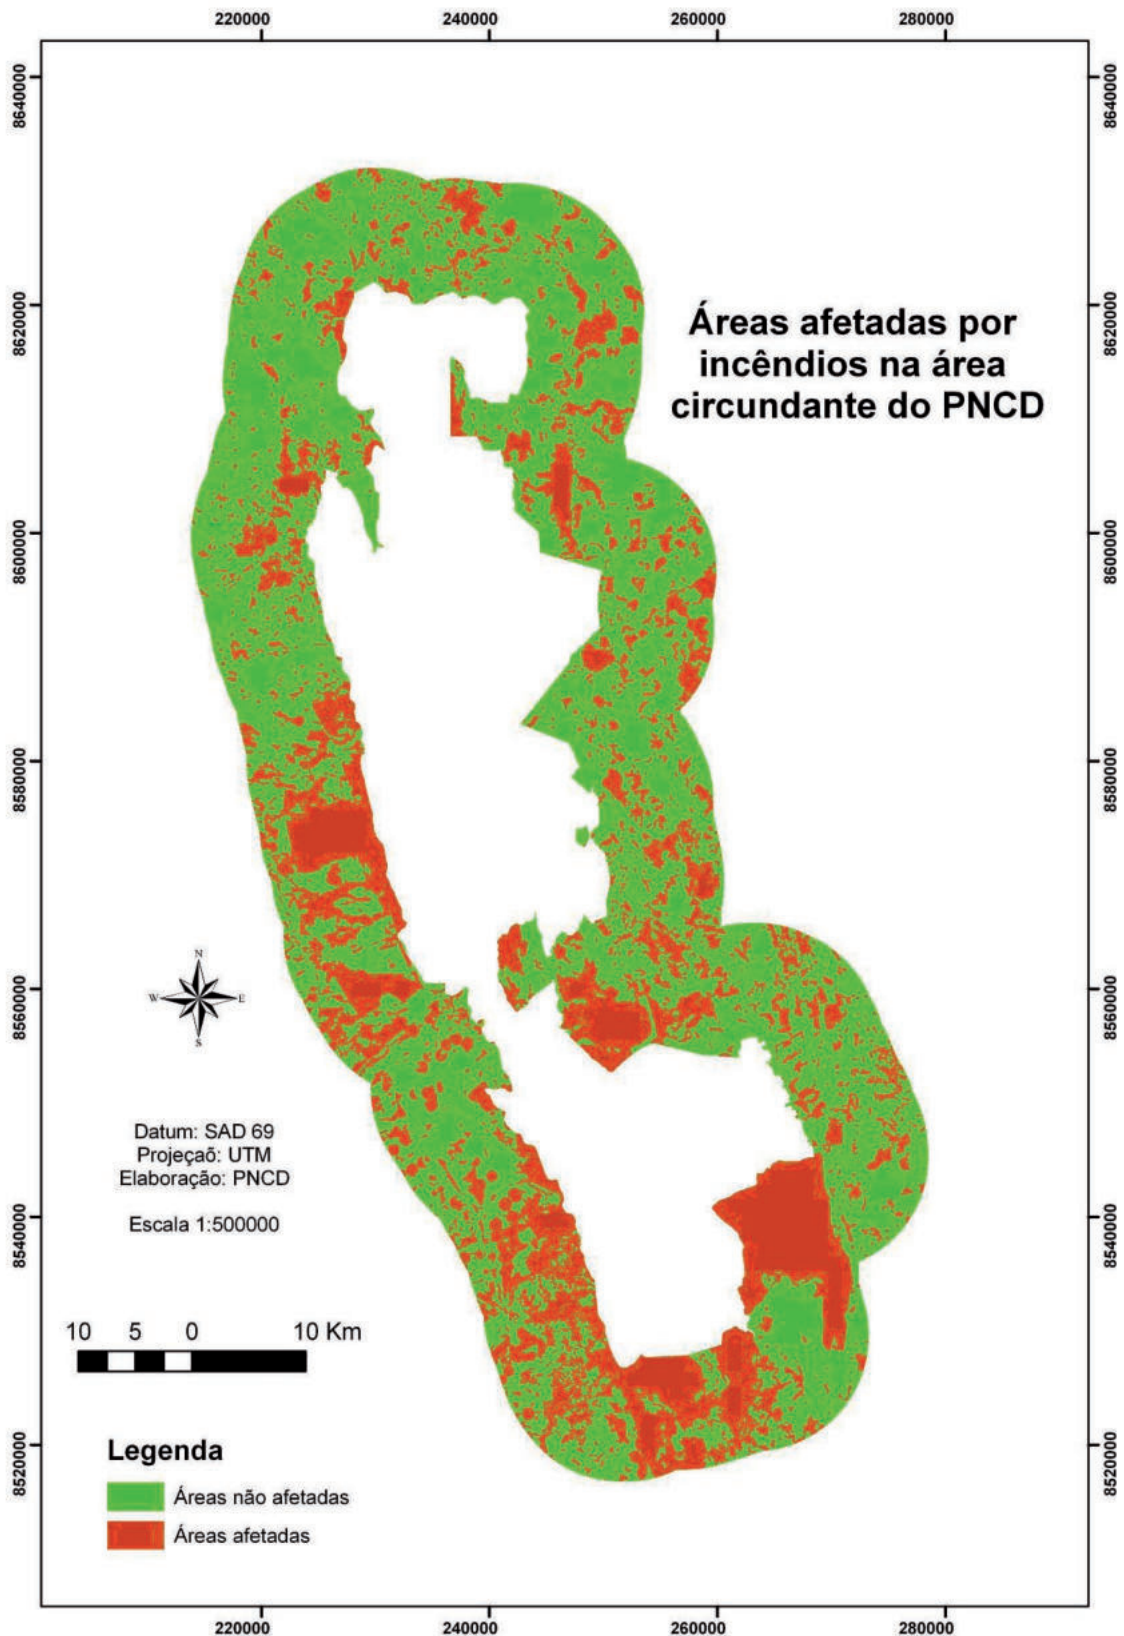 220000 240000 260000 280000
8640000 8640000
8620000 8620000
Áreas afetadas por
incêndios na área
circundante do PNCD
8600000 8600000
8580000 8580000
N
W E
S
8560000 8560000
Datum: SAD 69
Projeçaõ: UTM
Elaboração: PNCD
Escala 1:500000
8540000 8540000
10 5 0 10 Km
Legenda
8520000 8520000
Áreas não afetadas
Áreas afetadas
220000 240000 260000 280000